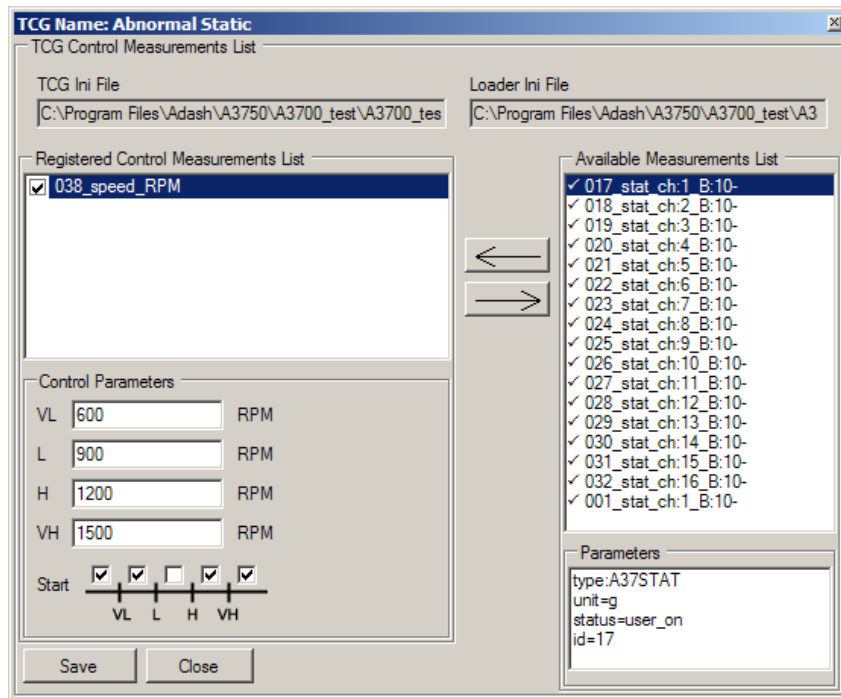 TCG Name: Abnormal Static
TCG Control Measurements List
TCG Ini File
Loader Ini File
C:\Program Files\Adash\A3750\A3700_test\A3700_tes
C:\Program Files\Adash\A3750\A3700_test\A3
Registered Control Measurements List
038_speed_RPM
Control Parameters
VL 600 RPM
L 900 RPM
H 1200 RPM
VH 1500 RPM
Start
VL L H VH
Save Close
Available Measurements List
017_stat_ch:1_B:10-
018_stat_ch:2_B:10-
019_stat_ch:3_B:10-
020_stat_ch:4_B:10-
021_stat_ch:5_B:10-
022_stat_ch:6_B:10-
023_stat_ch:7_B:10-
024_stat_ch:8_B:10-
025_stat_ch:9_B:10-
026_stat_ch:10_B:10-
027_stat_ch:11_B:10-
028_stat_ch:12_B:10-
029_stat_ch:13_B:10-
030_stat_ch:14_B:10-
031_stat_ch:15_B:10-
032_stat_ch:16_B:10-
001_stat_ch:1_B:10-
Parameters
type:A37STAT
unit=g
status=user_on
id=17